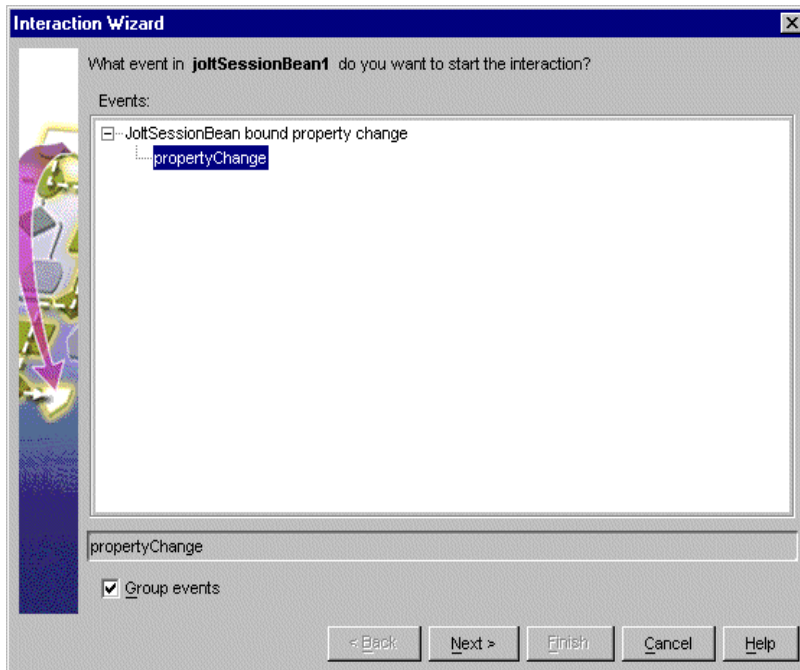 Interaction Wizard
What event in joltSessionBean1 do you want to start the interaction?
Events:
JoltSessionBean bound property change
propertyChange
propertyChange
Group events
< Back Next > Finish Cancel Help